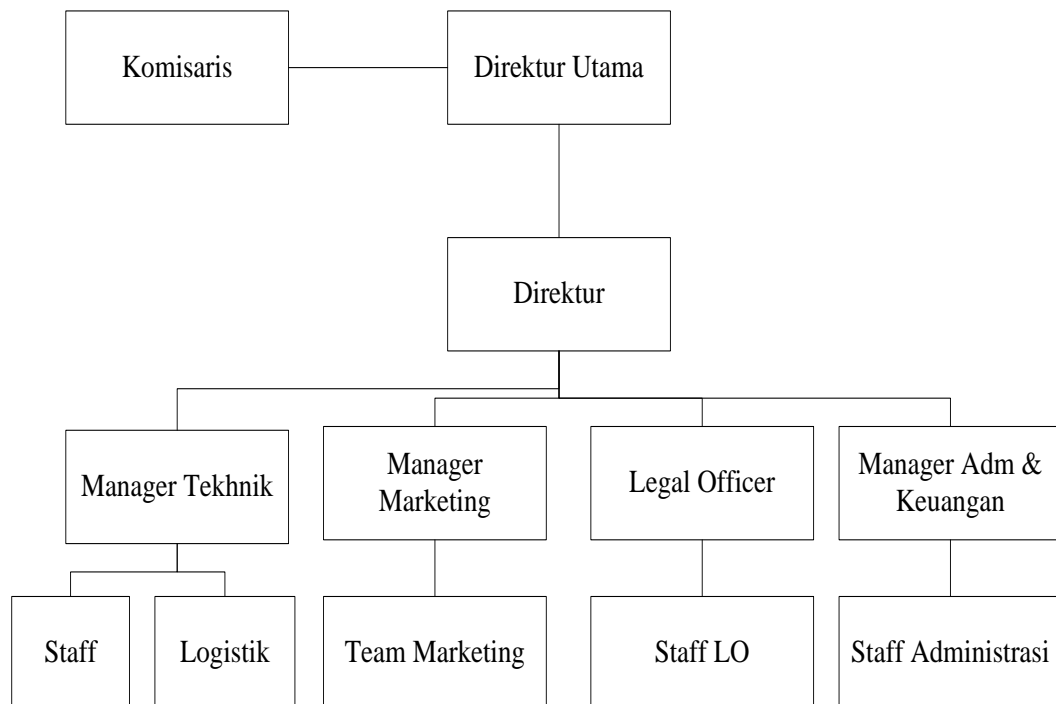 Komisaris
Direktur Utama
Direktur
Manager Tekhnik
Manager
Marketing
Legal Officer
Manager Adm &
Keuangan
Staff
Logistik
Team Marketing
Staff LO
Staff Administrasi